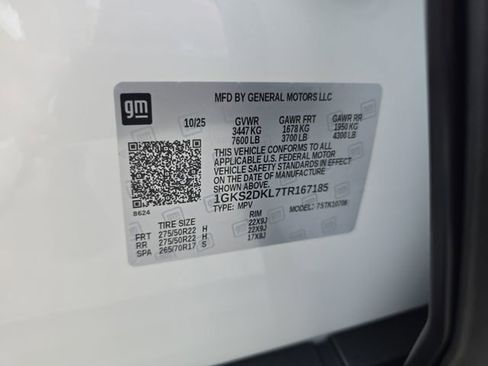 gm
MFD BY GENERAL MOTORS LLC
10/25 GVWR GAWR FRT GAWR RR
3447 KG 1678 KG 1950 KG
7600 LB 3700 LB 4300 LB
THIS VEHICLE CONFORMS TO ALL
APPLICABLE U.S. FEDERAL MOTOR
VEHICLE SAFETY STANDARDS IN EFFECT
ON THE DATE OF MANUFACTURE
SHOWN ABOVE.
1GKS2DKL7TR167185
8624 TYPE: MPV MODEL: 7STK10706
TIRE SIZE RIM
FRT 275/50R22 H 22X9J
RR 275/50R22 H 22X9J
SPA 265/70R17 S 17X8J